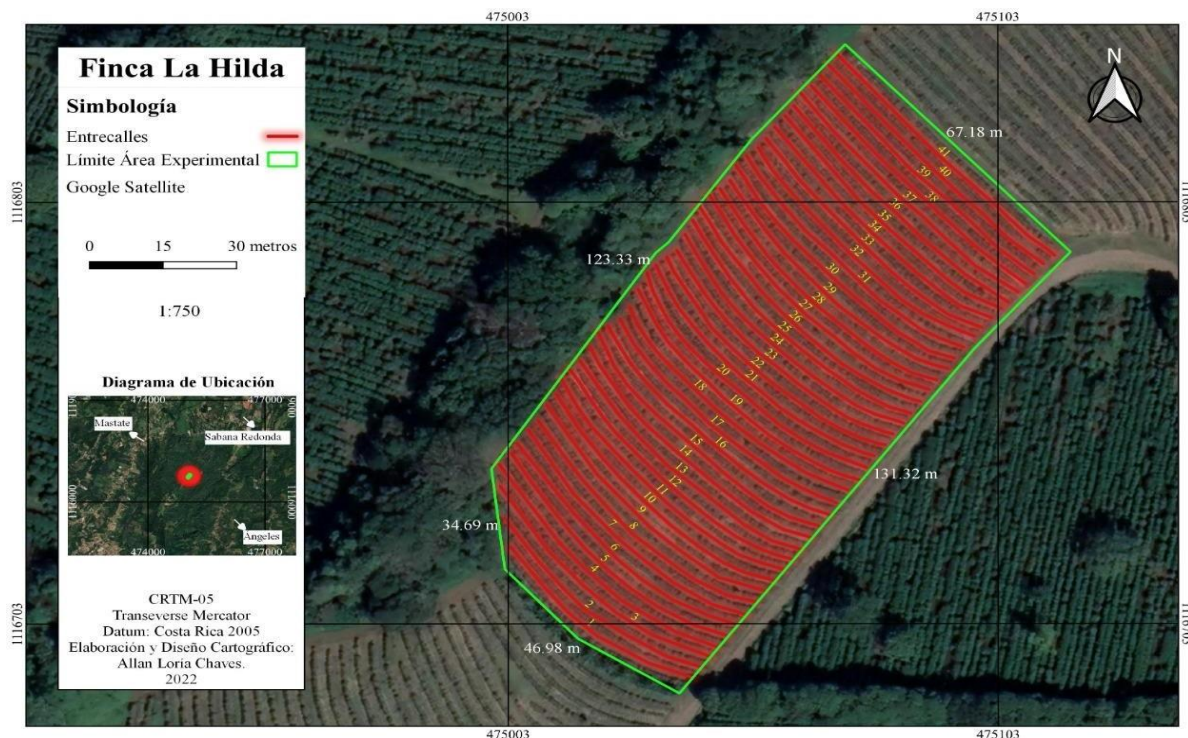 475003
475103
Finca La Hilda
Simbología
Entrecalles
Límite Área Experimental
Google Satellite
0 15 30 metros
1:750
Diagrama de Ubicación
474000
477000
Mastate
Sabana Redonda
Angeles
474000
477000
CRTM-05
Transeverse Mercator
Datum: Costa Rica 2005
Elaboración y Diseño Cartográfico:
Allan Loría Chaves.
2022
1116803
1116703
N
67.18 m
123.33 m
131.32 m
34.69 m
46.98 m
41
40
39
38
37
36
35
34
33
32
31
30
29
28
27
26
25
24
23
22
21
20
19
18
17
16
15
14
13
12
11
10
9
8
7
6
5
4
3
2
1
1116803
1116703
475003
475103